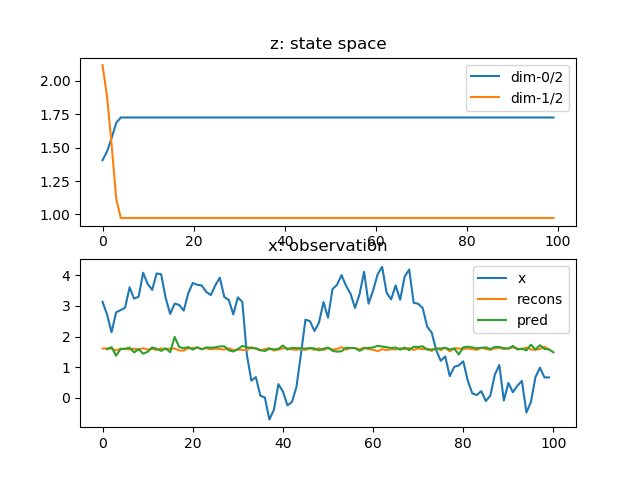 z: state space
2.00
1.75
1.50
1.25
1.00
dim-0/2
dim-1/2
0 20 40 60 80 100
x: observation
4
3
2
1
0
x
recons
pred
0 20 40 60 80 100